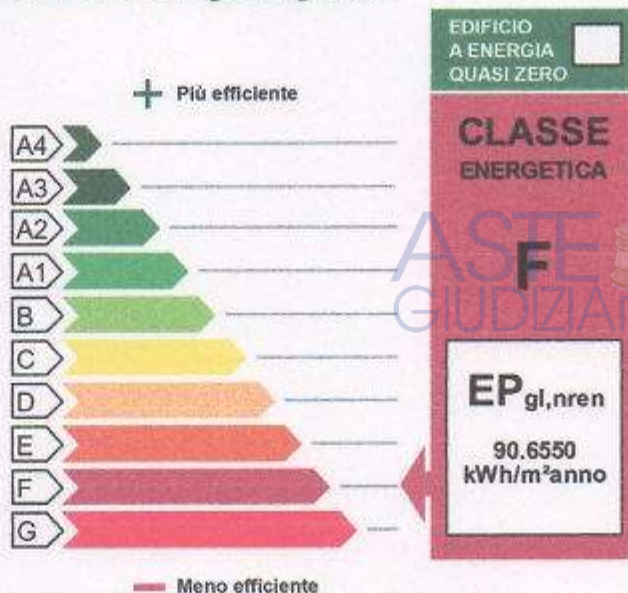 EDIFICIO
A ENERGIA
QUASI ZERO
Più efficiente
CLASSE
ENERGETICA
F
A4
A3
A2
A1
B
C
D
E
F
G
EPgl,nren
90.6550
kWh/m²anno
Meno efficiente
ASTE